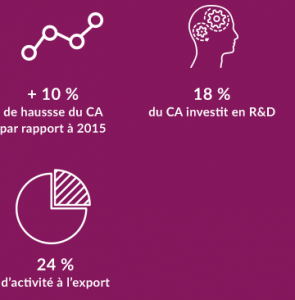 + 10 %
de haussse du CA
par rapport à 2015
18 %
du CA investit en R&D
24 %
d’activité à l’export